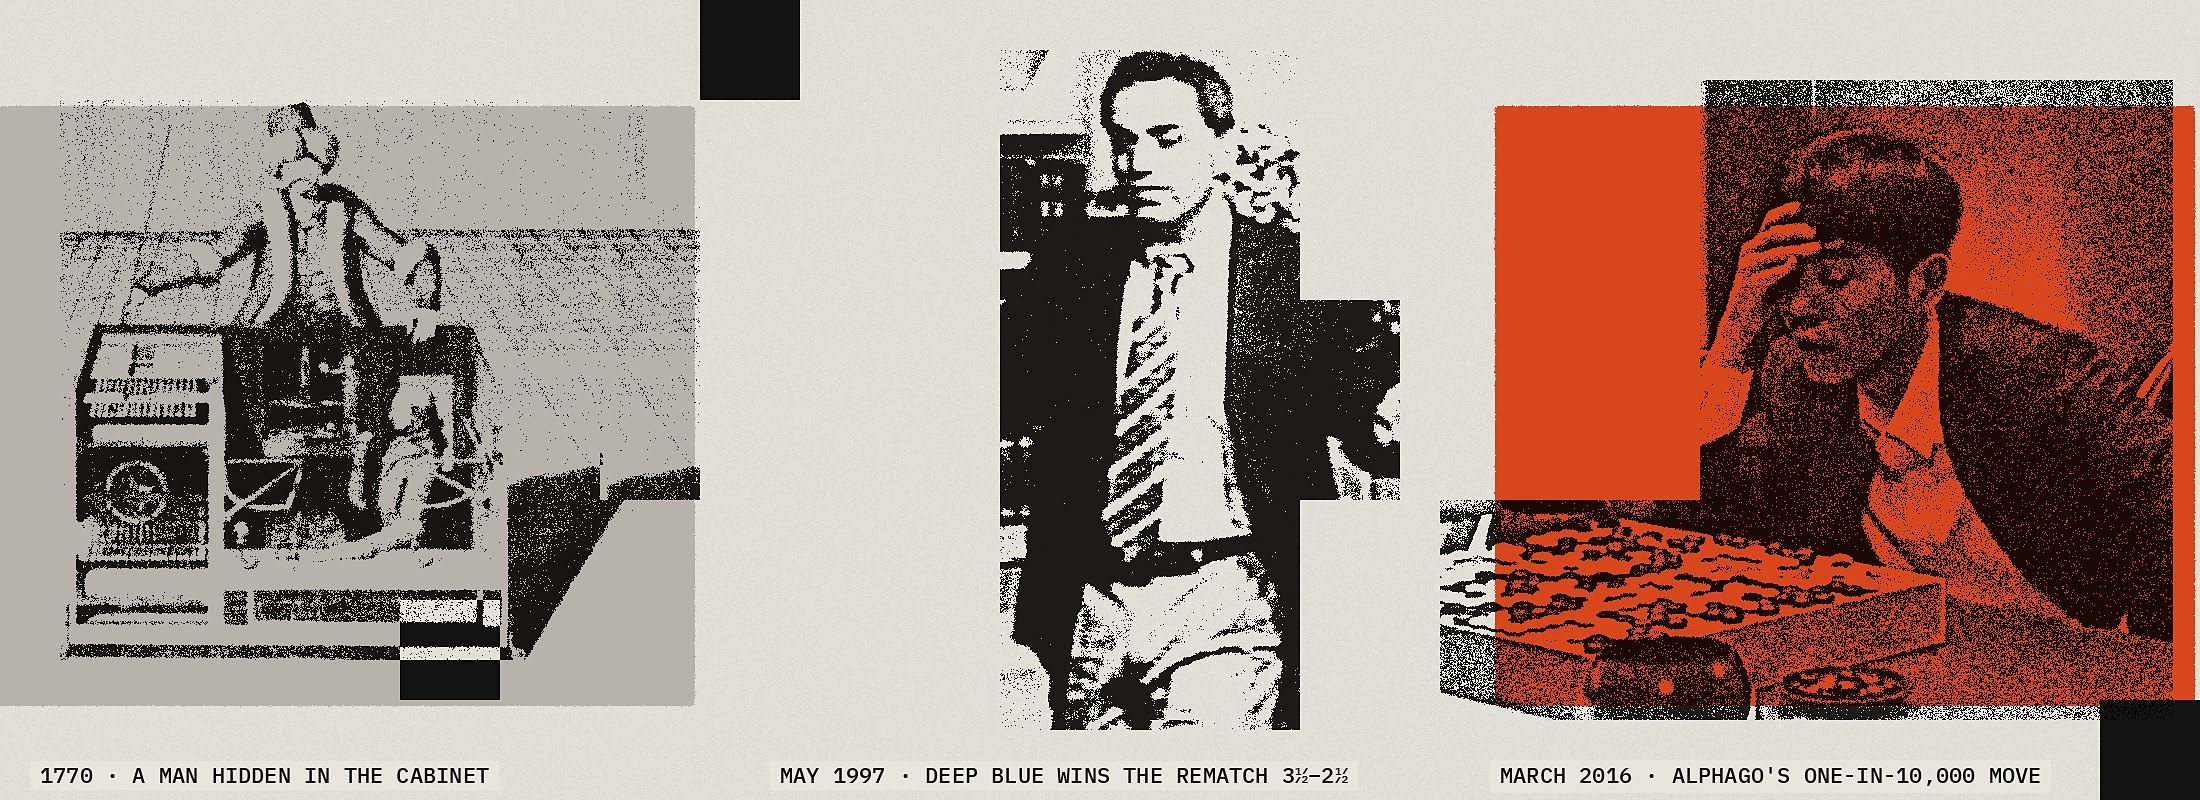 1770 · A MAN HIDDEN IN THE CABINET
MAY 1997 · DEEP BLUE WINS THE REMATCH 3½–2½
MARCH 2016 · ALPHAGO'S ONE-IN-10,000 MOVE